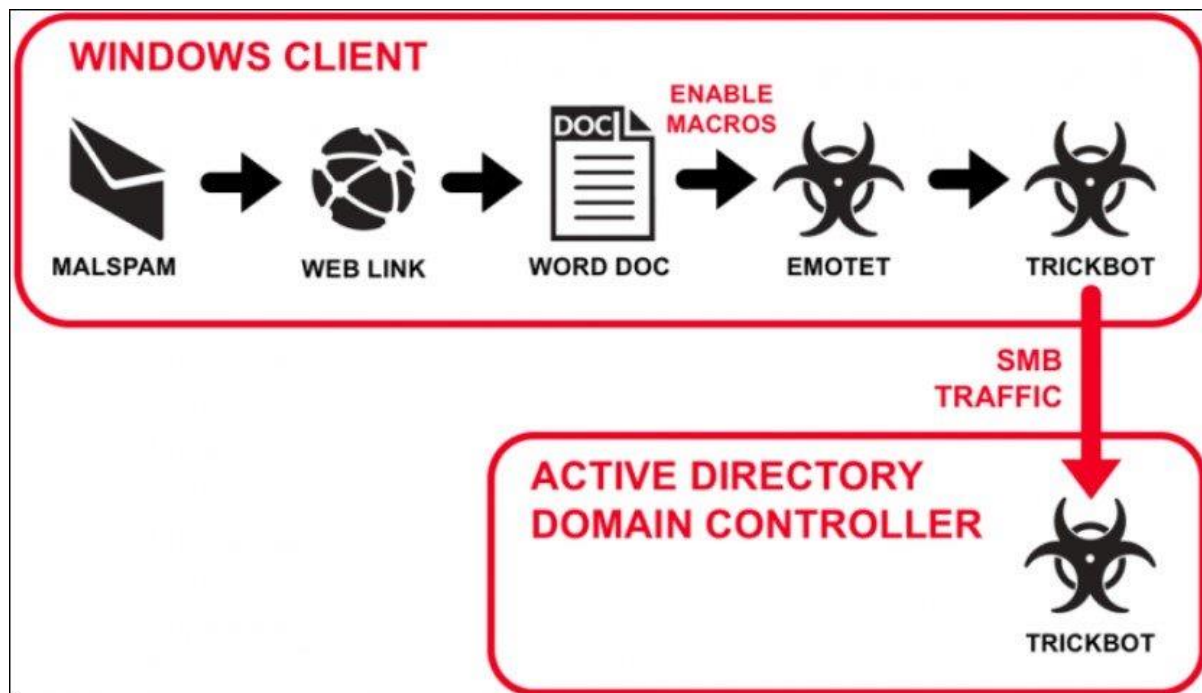 WINDOWS CLIENT
ENABLE
MACROS
DOC
MALSPAM
WEB LINK
WORD DOC
EMOTET
TRICKBOT
SMB
TRAFFIC
ACTIVE DIRECTORY
DOMAIN CONTROLLER
TRICKBOT